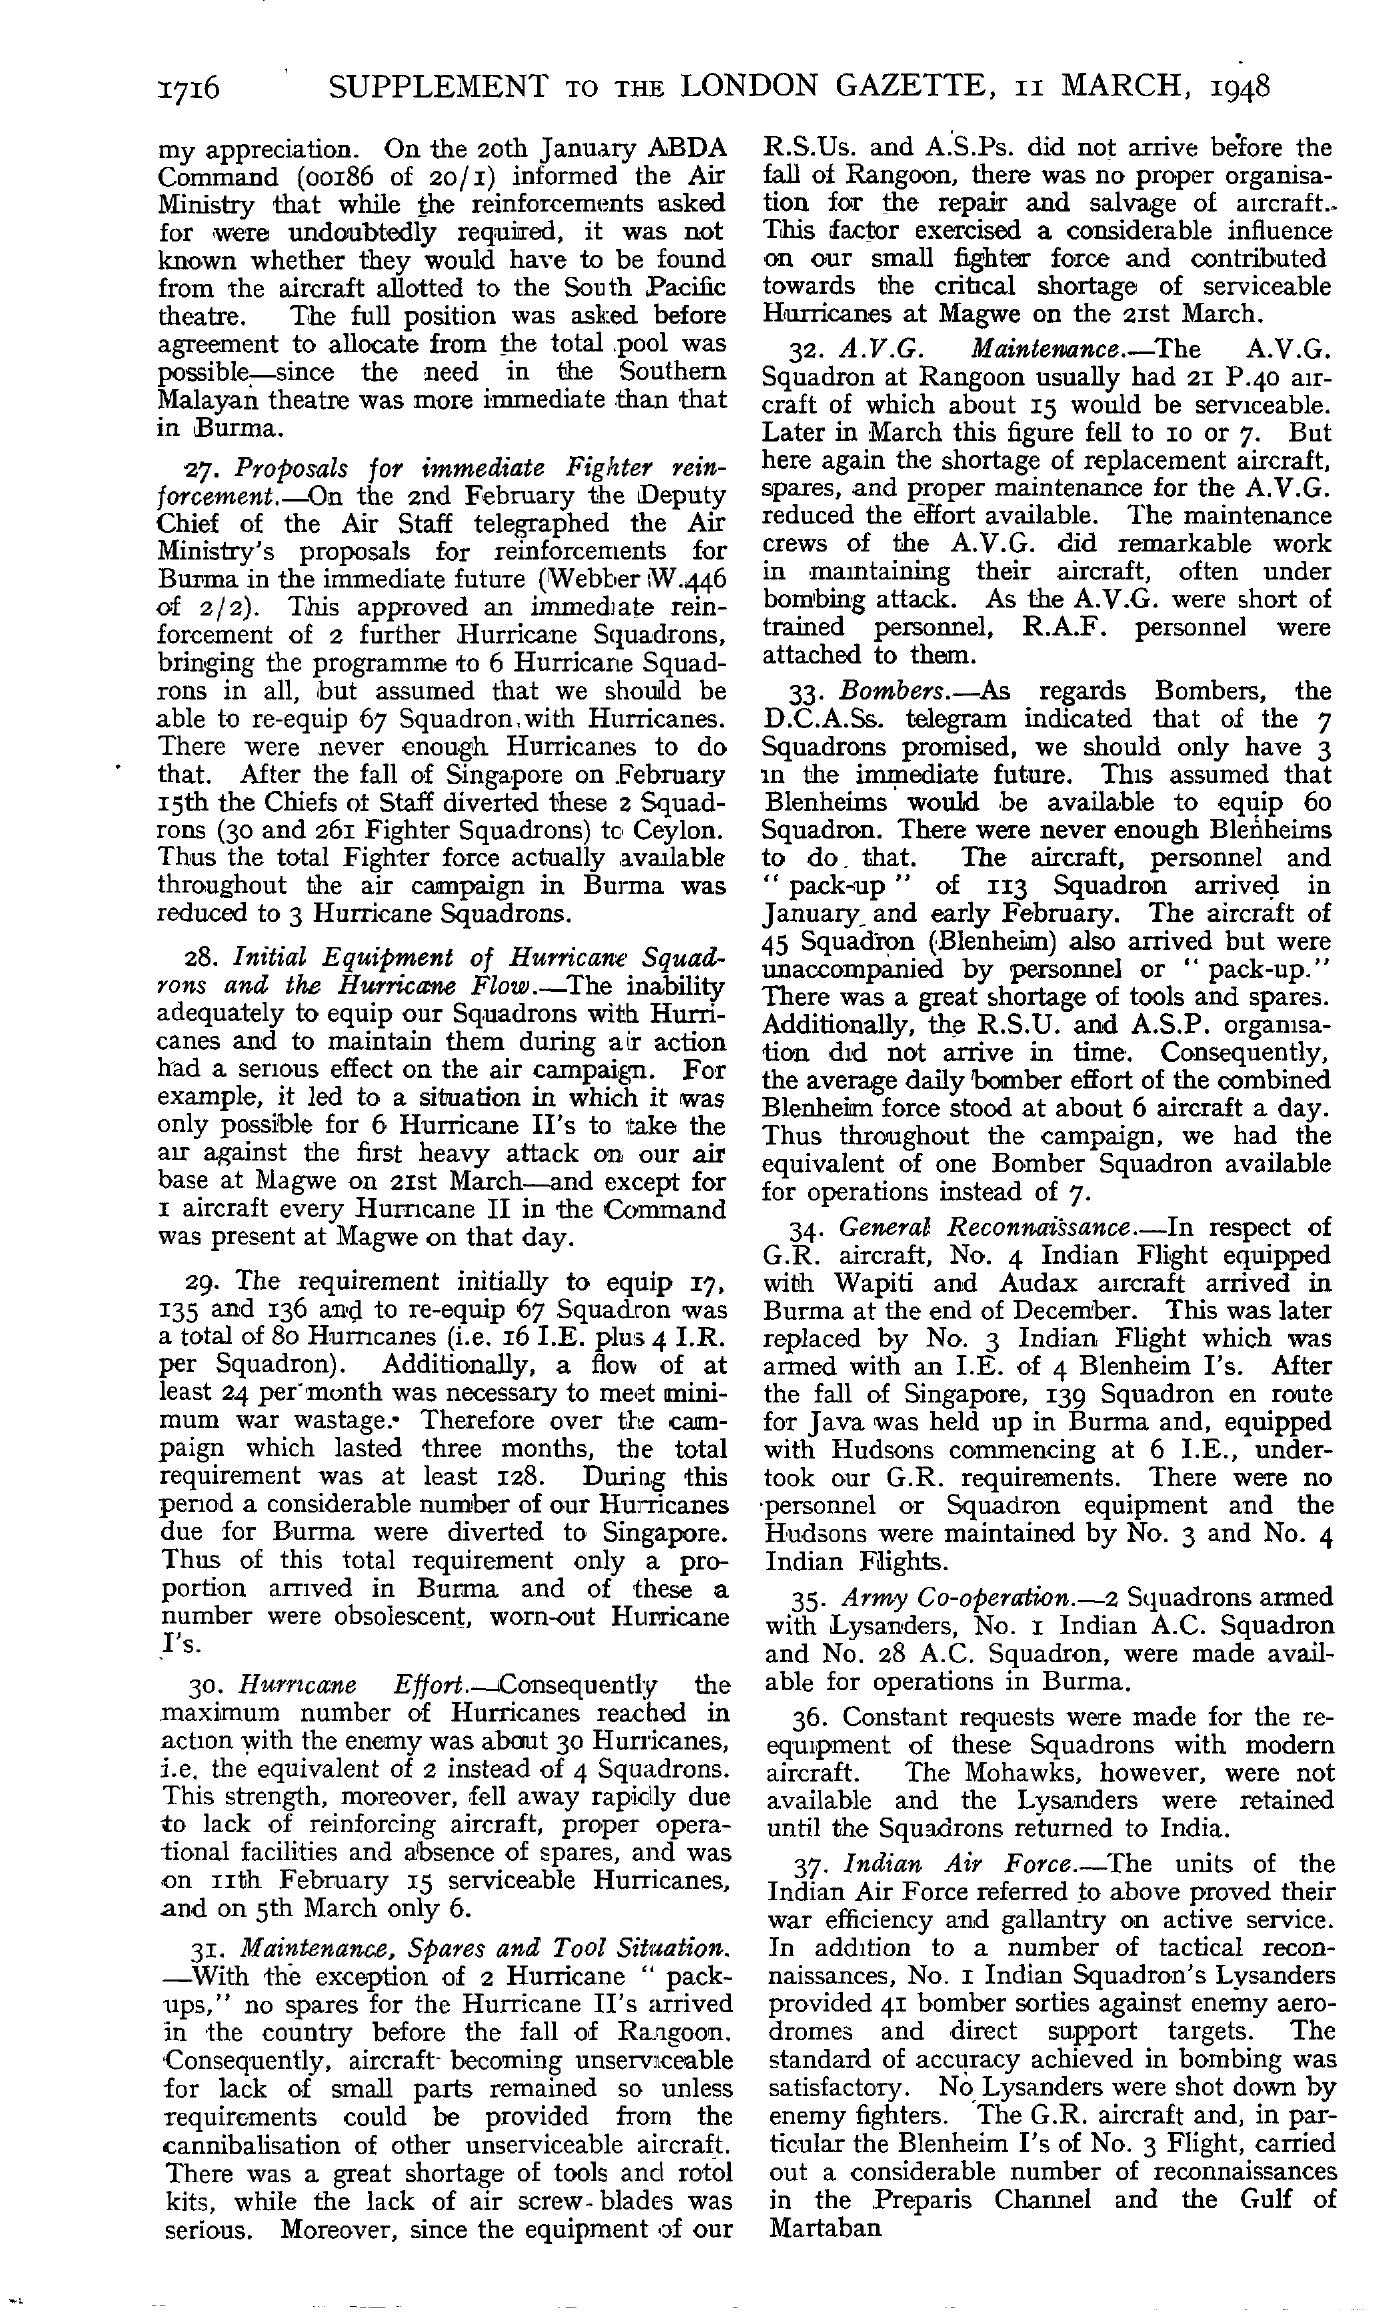 1716 SUPPLEMENT TO THE LONDON GAZETTE, 11 MARCH, 1948
my appreciation. On the 20th January ABDA
Command (00186 of 20/1) informed the Air
Ministry that while the reinforcements asked
for were undoubtedly required, it was not
known whether they would have to be found
from the aircraft allotted to the South Pacific
theatre. The full position was asked before
agreement to allocate from the total pool was
possible—since the need in the Southern
Malayan theatre was more immediate than that
in Burma.
27. Proposals for immediate Fighter rein-
forcement.—On the 2nd February the Deputy
Chief of the Air Staff telegraphed the Air
Ministry's proposals for reinforcements for
Burma in the immediate future (Webber W.446
of 2/2). This approved an immediate rein-
forcement of 2 further Hurricane Squadrons,
bringing the programme to 6 Hurricane Squad-
rons in all, but assumed that we should be
able to re-equip 67 Squadron with Hurricanes.
There were never enough Hurricanes to do
that. After the fall of Singapore on February
15th the Chiefs of Staff diverted these 2 Squad-
rons (30 and 261 Fighter Squadrons) to Ceylon.
Thus the total Fighter force actually available
throughout the air campaign in Burma was
reduced to 3 Hurricane Squadrons.
28. Initial Equipment of Hurricane Squad-
rons and the Hurricane Flow.—The inability
adequately to equip our Squadrons with Hurri-
canes and to maintain them during air action
had a serious effect on the air campaign. For
example, it led to a situation in which it was
only possible for 6 Hurricane II's to take the
air against the first heavy attack on our air
base at Magwe on 21st March—and except for
1 aircraft every Hurricane II in the Command
was present at Magwe on that day.
29. The requirement initially to equip 17,
135 and 136 and to re-equip 67 Squadron was
a total of 80 Hurricanes (i.e. 16 I.E. plus 4 I.R.
per Squadron). Additionally, a flow of at
least 24 per month was necessary to meet mini-
mum war wastage. Therefore over the cam-
paign which lasted three months, the total
requirement was at least 128. During this
period a considerable number of our Hurricanes
due for Burma were diverted to Singapore.
Thus of this total requirement only a pro-
portion arrived in Burma and of these a
number were obsolescent, worn-out Hurricane
I's.
30. Hurricane Effort.—Consequently the
maximum number of Hurricanes reached in
action with the enemy was about 30 Hurricanes,
i.e. the equivalent of 2 instead of 4 Squadrons.
This strength, moreover, fell away rapidly due
to lack of reinforcing aircraft, proper opera-
tional facilities and absence of spares, and was
on 11th February 15 serviceable Hurricanes,
and on 5th March only 6.
31. Maintenance, Spares and Tool Situation.
—With the exception of 2 Hurricane " pack-
ups," no spares for the Hurricane II's arrived
in the country before the fall of Rangoon.
Consequently, aircraft becoming unserviceable
for lack of small parts remained so unless
requirements could be provided from the
cannibalisation of other unserviceable aircraft.
There was a great shortage of tools and rotol
kits, while the lack of air screw-blades was
serious. Moreover, since the equipment of our
R.S.Us. and A.S.Ps. did not arrive before the
fall of Rangoon, there was no proper organisa-
tion for the repair and salvage of aircraft.
This factor exercised a considerable influence
on our small fighter force and contributed
towards the critical shortage of serviceable
Hurricanes at Magwe on the 21st March.
32. A.V.G. Maintenance.—The A.V.G.
Squadron at Rangoon usually had 21 P.40 air-
craft of which about 15 would be serviceable.
Later in March this figure fell to 10 or 7. But
here again the shortage of replacement aircraft,
spares, and proper maintenance for the A.V.G.
reduced the effort available. The maintenance
crews of the A.V.G. did remarkable work
in maintaining their aircraft, often under
bombing attack. As the A.V.G. were short of
trained personnel, R.A.F. personnel were
attached to them.
33. Bombers.—As regards Bombers, the
D.C.A.Ss. telegram indicated that of the 7
Squadrons promised, we should only have 3
in the immediate future. This assumed that
Blenheims would be available to equip 60
Squadron. There were never enough Blenheims
to do that. The aircraft, personnel and
" pack-up " of 113 Squadron arrived in
January and early February. The aircraft of
45 Squadron (Blenheim) also arrived but were
unaccompanied by personnel or " pack-up."
There was a great shortage of tools and spares.
Additionally, the R.S.U. and A.S.P. organisa-
tion did not arrive in time. Consequently,
the average daily bomber effort of the combined
Blenheim force stood at about 6 aircraft a day.
Thus throughout the campaign, we had the
equivalent of one Bomber Squadron available
for operations instead of 7.
34. General Reconnaissance.—In respect of
G.R. aircraft, No. 4 Indian Flight equipped
with Wapiti and Audax aircraft arrived in
Burma at the end of December. This was later
replaced by No. 3 Indian Flight which was
armed with an I.E. of 4 Blenheim I's. After
the fall of Singapore, 139 Squadron en route
for Java was held up in Burma and, equipped
with Hudsons commencing at 6 I.E., under-
took our G.R. requirements. There were no
personnel or Squadron equipment and the
Hudsons were maintained by No. 3 and No. 4
Indian Flights.
35. Army Co-operation.—2 Squadrons armed
with Lysanders, No. 1 Indian A.C. Squadron
and No. 28 A.C. Squadron, were made avail-
able for operations in Burma.
36. Constant requests were made for the re-
equipment of these Squadrons with modern
aircraft. The Mohawks, however, were not
available and the Lysanders were retained
until the Squadrons returned to India.
37. Indian Air Force.—The units of the
Indian Air Force referred to above proved their
war efficiency and gallantry on active service.
In addition to a number of tactical recon-
naissances, No. 1 Indian Squadron's Lysanders
provided 41 bomber sorties against enemy aero-
dromes and direct support targets. The
standard of accuracy achieved in bombing was
satisfactory. No Lysanders were shot down by
enemy fighters. The G.R. aircraft and, in par-
ticular the Blenheim I's of No. 3 Flight, carried
out a considerable number of reconnaissances
in the Preparis Channel and the Gulf of
Martaban